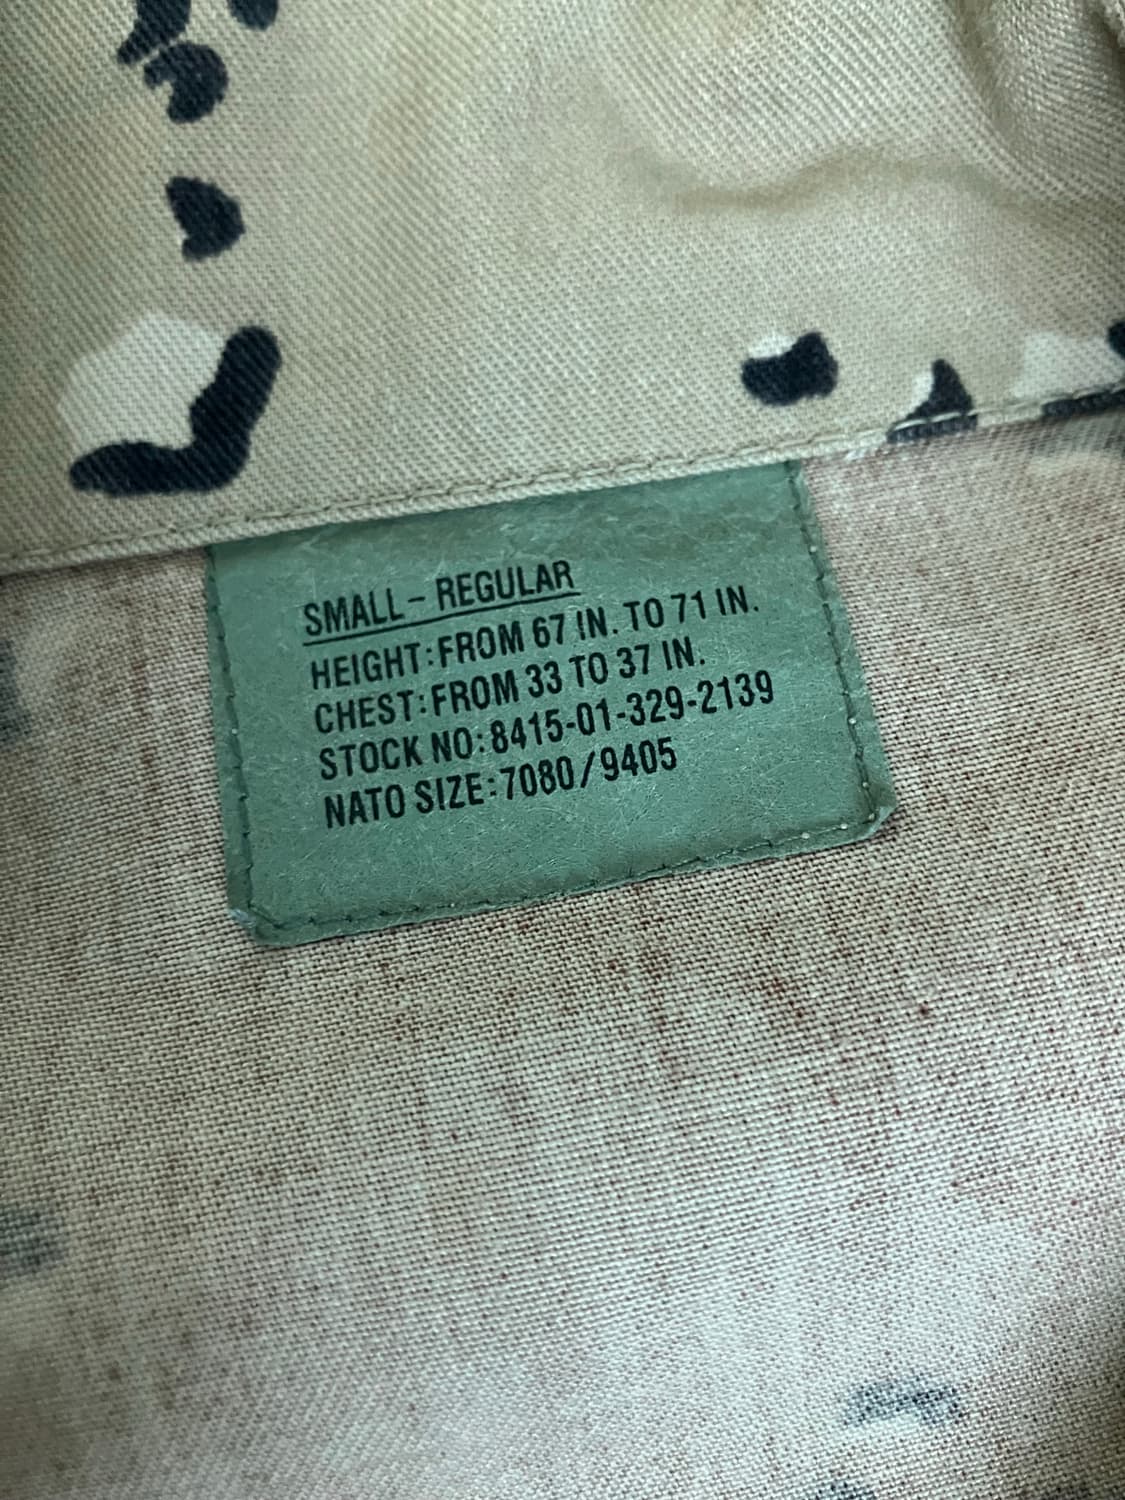 SMALL - REGULAR
HEIGHT: FROM 67 IN. TO 71 IN.
CHEST: FROM 33 TO 37 IN.
STOCK NO: 8415-01-329-2139
NATO SIZE: 7080/9405